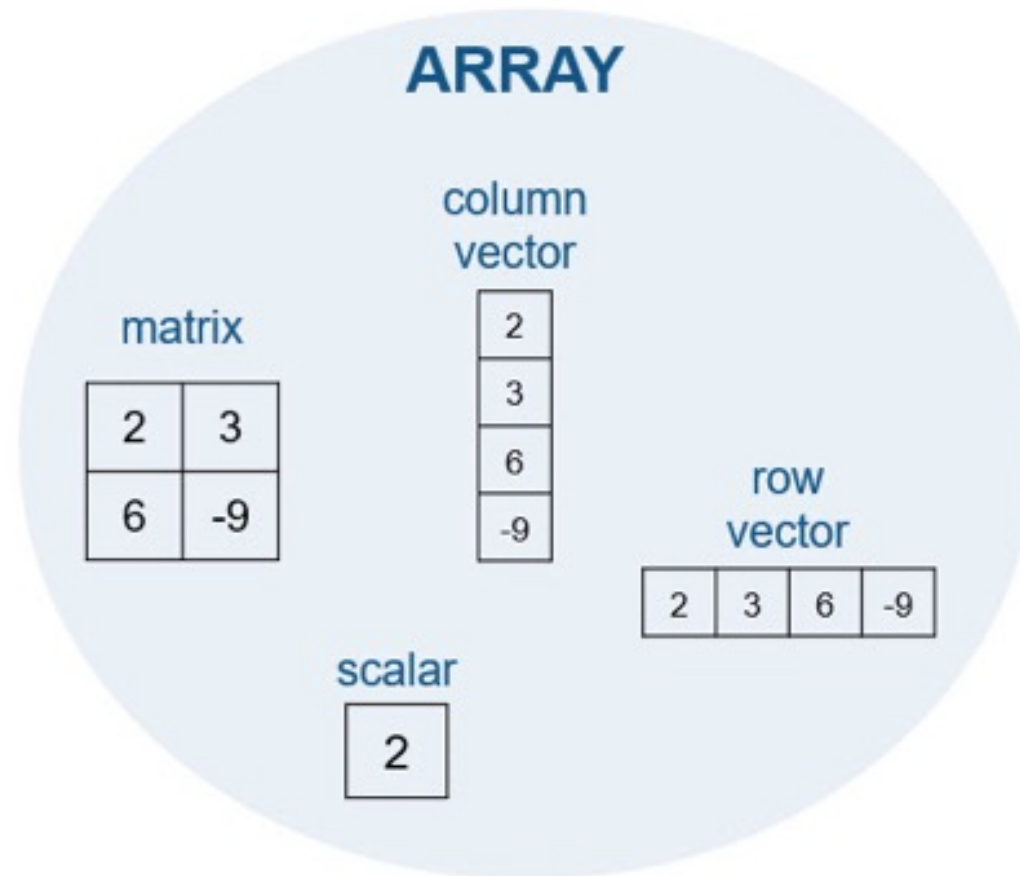 ARRAY
column
vector
2
3
6
-9
matrix
2 3
6 -9
row
vector
2 3 6 -9
scalar
2